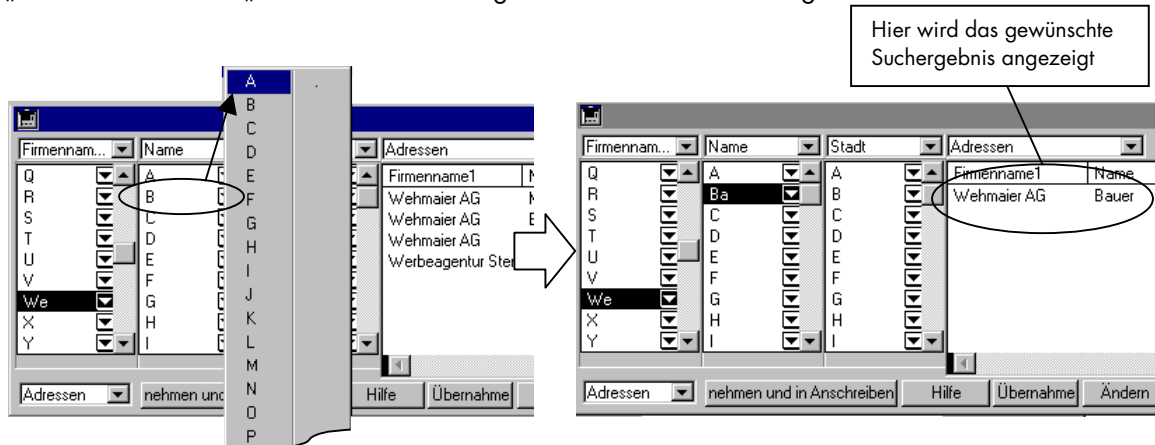 Hier wird das gewünschte
Suchergebnis angezeigt
A
B
C
D
E
F
G
H
I
J
K
L
M
N
O
P
Firmennam... Name Adressen
Q A Firmenname1
R B Wehmaier AG
S C Wehmaier AG
T D Wehmaier AG
U E Werbeagentur
V F
We G
X H
Y I
Adressen nehmen Hilfe Übernahme
Firmennam... Name Stadt Adressen
Q A A Firmenname1 Name
R Ba B Wehmaier AG Bauer
S C C
T D D
U E E
V F F
We G G
X H H
Y I I
Adressen nehmen und in Anschreiben Hilfe Übernahme Ändern